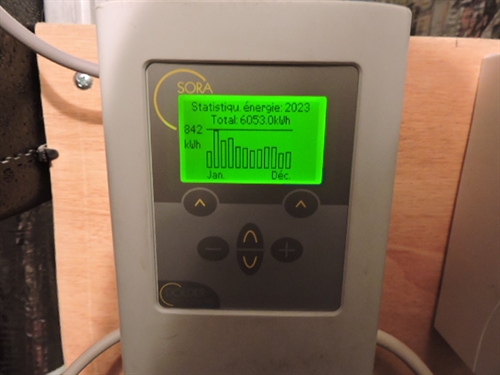 SORA
Statistiqu. énergie: 2023
Total: 6053.0kWh
842
kWh
Jan.
Déc.